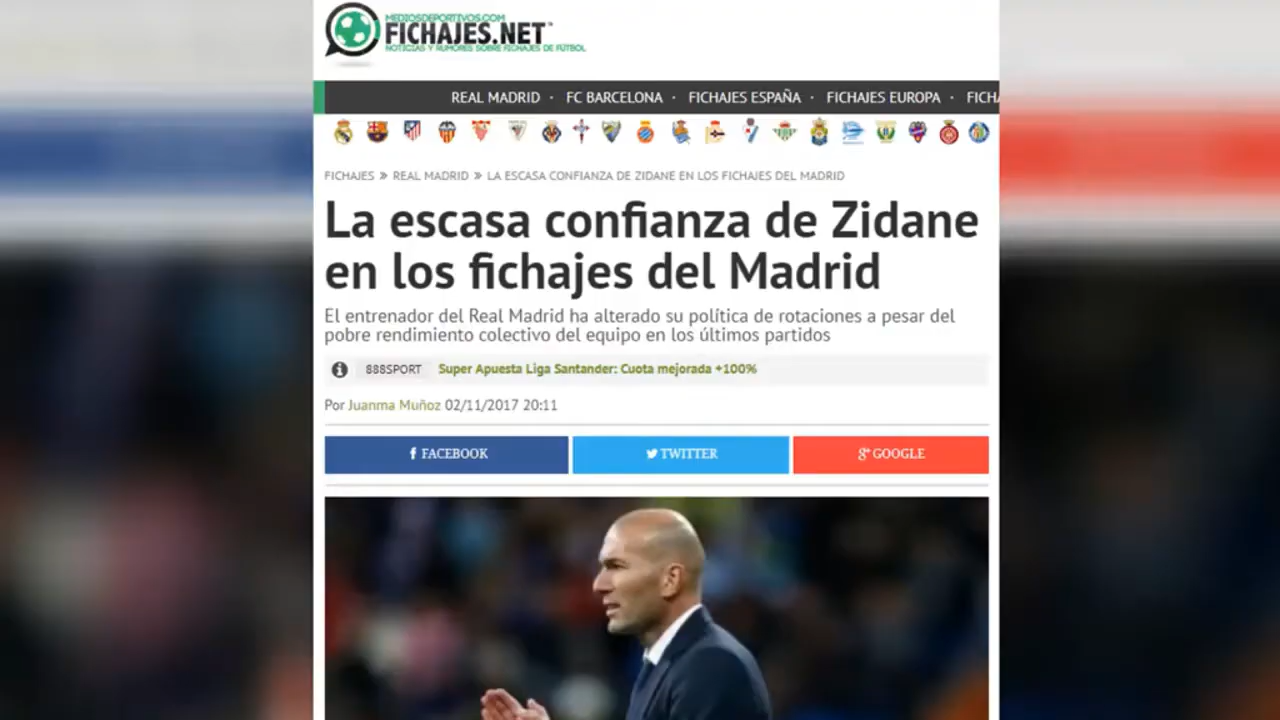 MEDIOSDEPORTIVOS.COM
FICHAJES.NET™
NOTICIAS Y RUMORES SOBRE FICHAJES DE FÚTBOL
REAL MADRID · FC BARCELONA · FICHAJES ESPAÑA · FICHAJES EUROPA · FICHA
FICHAJES » REAL MADRID » LA ESCASA CONFIANZA DE ZIDANE EN LOS FICHAJES DEL MADRID
La escasa confianza de Zidane
en los fichajes del Madrid
El entrenador del Real Madrid ha alterado su política de rotaciones a pesar del
pobre rendimiento colectivo del equipo en los últimos partidos
888SPORT Super Apuesta Liga Santander: Cuota mejorada +100%
Por Juanma Muñoz 02/11/2017 20:11
f FACEBOOK TWITTER g+ GOOGLE